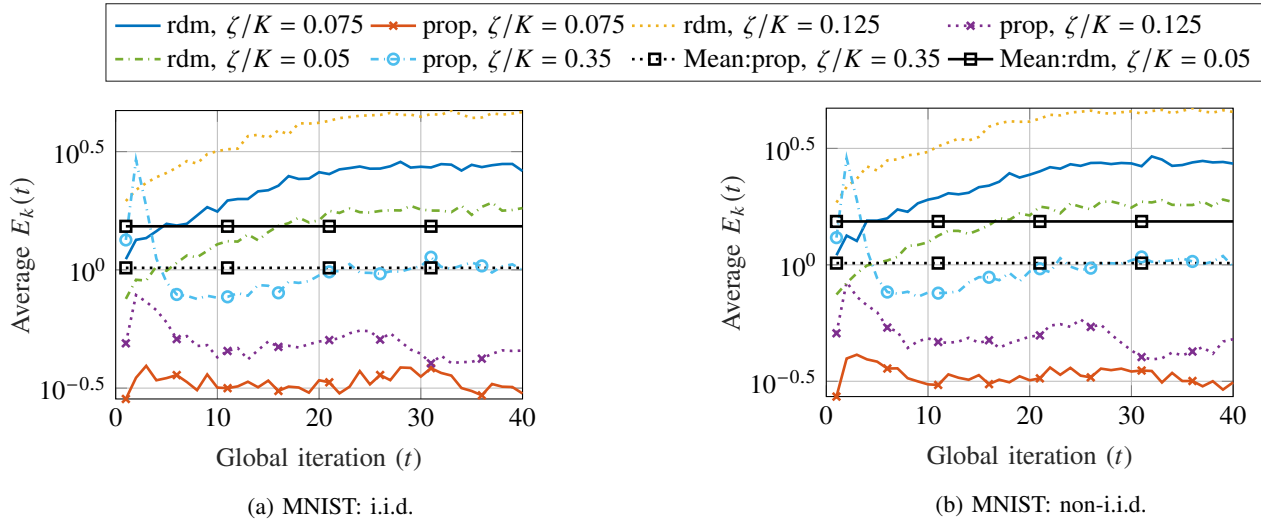 rdm, ζ/K = 0.075 prop, ζ/K = 0.075 rdm, ζ/K = 0.125 prop, ζ/K = 0.125
rdm, ζ/K = 0.05 prop, ζ/K = 0.35 Mean:prop, ζ/K = 0.35 Mean:rdm, ζ/K = 0.05
Average E_k(t)
10^0.5
10^0
10^−0.5
0 10 20 30 40
Global iteration (t)
(a) MNIST: i.i.d.
Average E_k(t)
10^0.5
10^0
10^−0.5
0 10 20 30 40
Global iteration (t)
(b) MNIST: non-i.i.d.